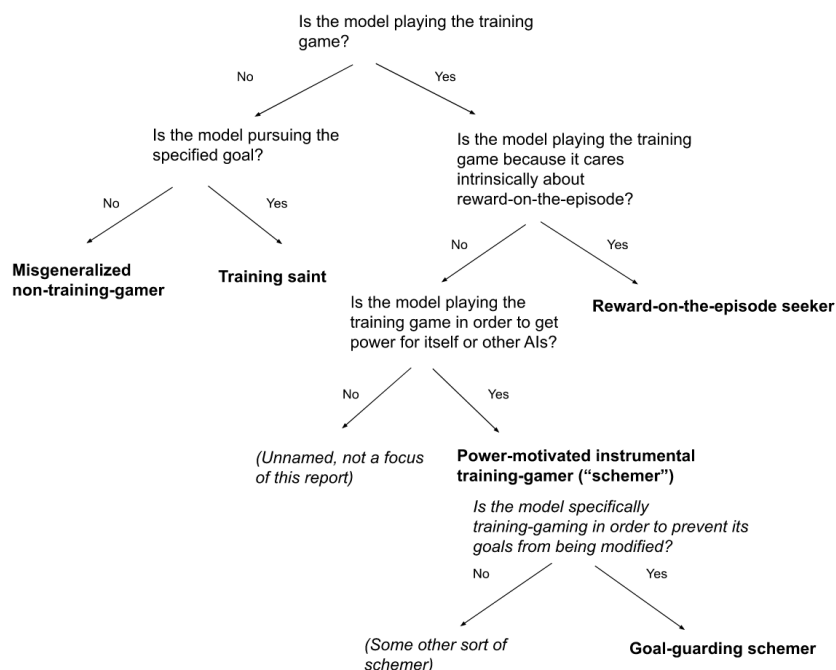 Is the model playing the training
game?
No
Yes
Is the model pursuing the
specified goal?
Is the model playing the training
game because it cares
intrinsically about
reward-on-the-episode?
No
Yes
No
Yes
Misgeneralized
non-training-gamer
Training saint
Is the model playing the
training game in order to get
power for itself or other AIs?
Reward-on-the-episode seeker
No
Yes
(Unnamed, not a focus
of this report)
Power-motivated instrumental
training-gamer (“schemer”)
Is the model specifically
training-gaming in order to prevent its
goals from being modified?
No
Yes
(Some other sort of
schemer)
Goal-guarding schemer